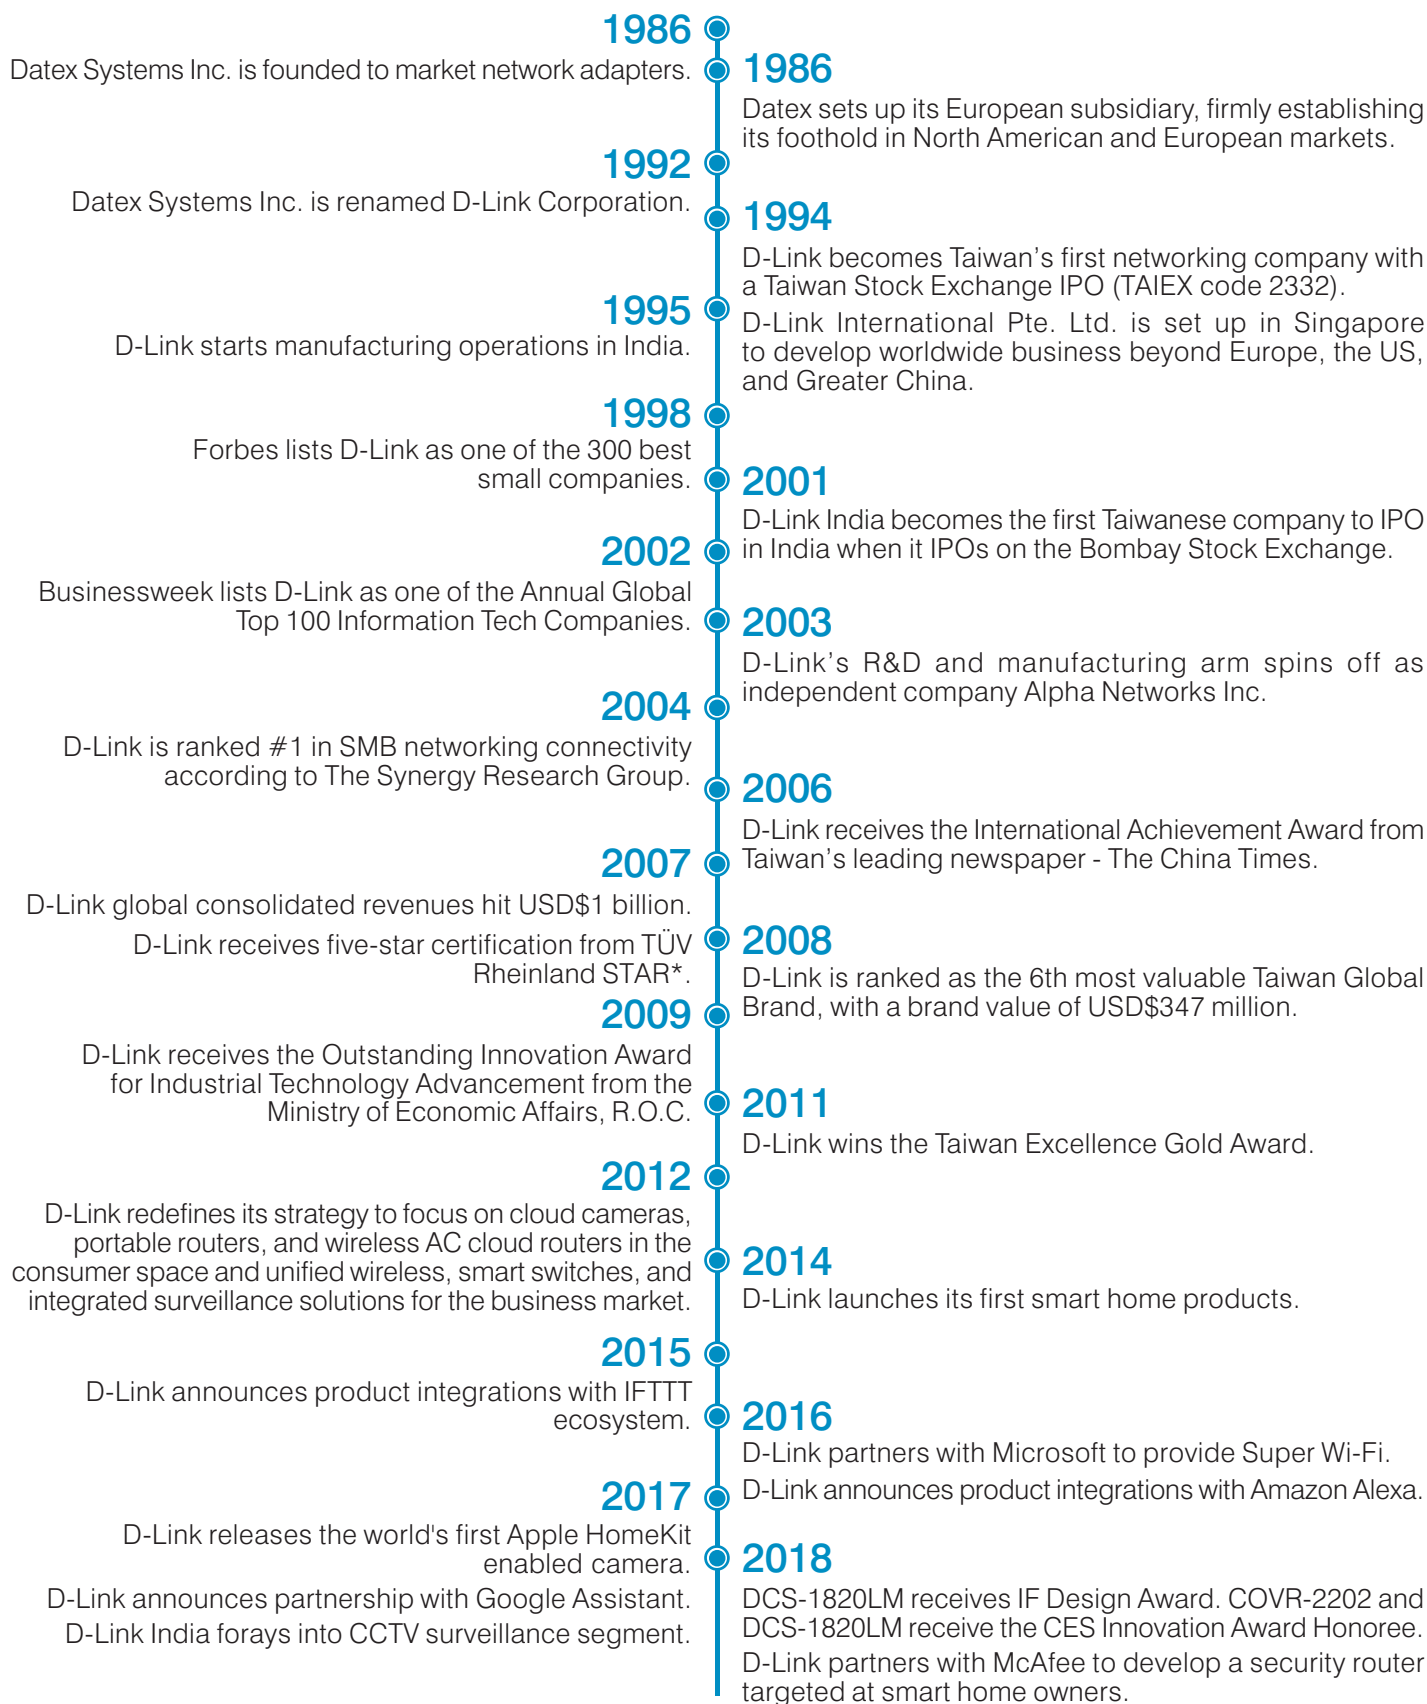 1986
Datex Systems Inc. is founded to market network adapters.
1986
Datex sets up its European subsidiary, firmly establishing
its foothold in North American and European markets.
1992
Datex Systems Inc. is renamed D-Link Corporation.
1994
D-Link becomes Taiwan’s first networking company with
a Taiwan Stock Exchange IPO (TAIEX code 2332).
D-Link International Pte. Ltd. is set up in Singapore
to develop worldwide business beyond Europe, the US,
and Greater China.
1995
D-Link starts manufacturing operations in India.
1998
Forbes lists D-Link as one of the 300 best
small companies.
2001
D-Link India becomes the first Taiwanese company to IPO
in India when it IPOs on the Bombay Stock Exchange.
2002
Businessweek lists D-Link as one of the Annual Global
Top 100 Information Tech Companies.
2003
D-Link’s R&D and manufacturing arm spins off as
independent company Alpha Networks Inc.
2004
D-Link is ranked #1 in SMB networking connectivity
according to The Synergy Research Group.
2006
D-Link receives the International Achievement Award from
Taiwan’s leading newspaper - The China Times.
2007
D-Link global consolidated revenues hit USD$1 billion.
D-Link receives five-star certification from TÜV
Rheinland STAR*.
2008
D-Link is ranked as the 6th most valuable Taiwan Global
Brand, with a brand value of USD$347 million.
2009
D-Link receives the Outstanding Innovation Award
for Industrial Technology Advancement from the
Ministry of Economic Affairs, R.O.C.
2011
D-Link wins the Taiwan Excellence Gold Award.
2012
D-Link redefines its strategy to focus on cloud cameras,
portable routers, and wireless AC cloud routers in the
consumer space and unified wireless, smart switches, and
integrated surveillance solutions for the business market.
2014
D-Link launches its first smart home products.
2015
D-Link announces product integrations with IFTTT
ecosystem.
2016
D-Link partners with Microsoft to provide Super Wi-Fi.
D-Link announces product integrations with Amazon Alexa.
2017
D-Link releases the world's first Apple HomeKit
enabled camera.
D-Link announces partnership with Google Assistant.
D-Link India forays into CCTV surveillance segment.
2018
DCS-1820LM receives IF Design Award. COVR-2202 and
DCS-1820LM receive the CES Innovation Award Honoree.
D-Link partners with McAfee to develop a security router
targeted at smart home owners.